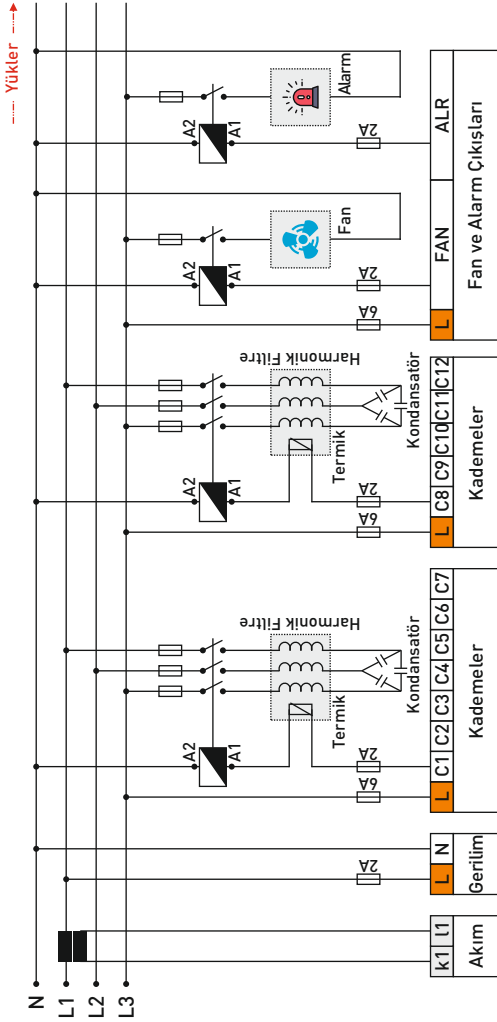 Yükler
N
L1
L2
L3
A2
A1
A2
A1
A2
A1
A2
A1
Harmonik Filtre
Termik
Kondansatör
Harmonik Filtre
Termik
Kondansatör
Fan
Alarm
2A
6A
2A
6A
2A
6A
2A
2A
k1 l1
Akım
L N
Gerilim
L C1 C2 C3 C4 C5 C6 C7
Kademeler
L C8 C9 C10 C11 C12
Kademeler
L FAN ALR
Fan ve Alarm Çıkışları